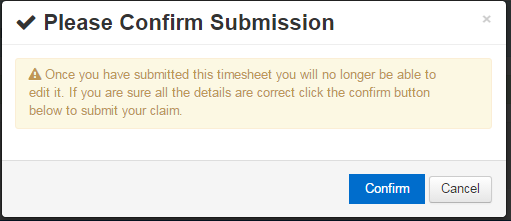 Please Confirm Submission
×
Once you have submitted this timesheet you will no longer be able to
edit it. If you are sure all the details are correct click the confirm button
below to submit your claim.
Confirm
Cancel